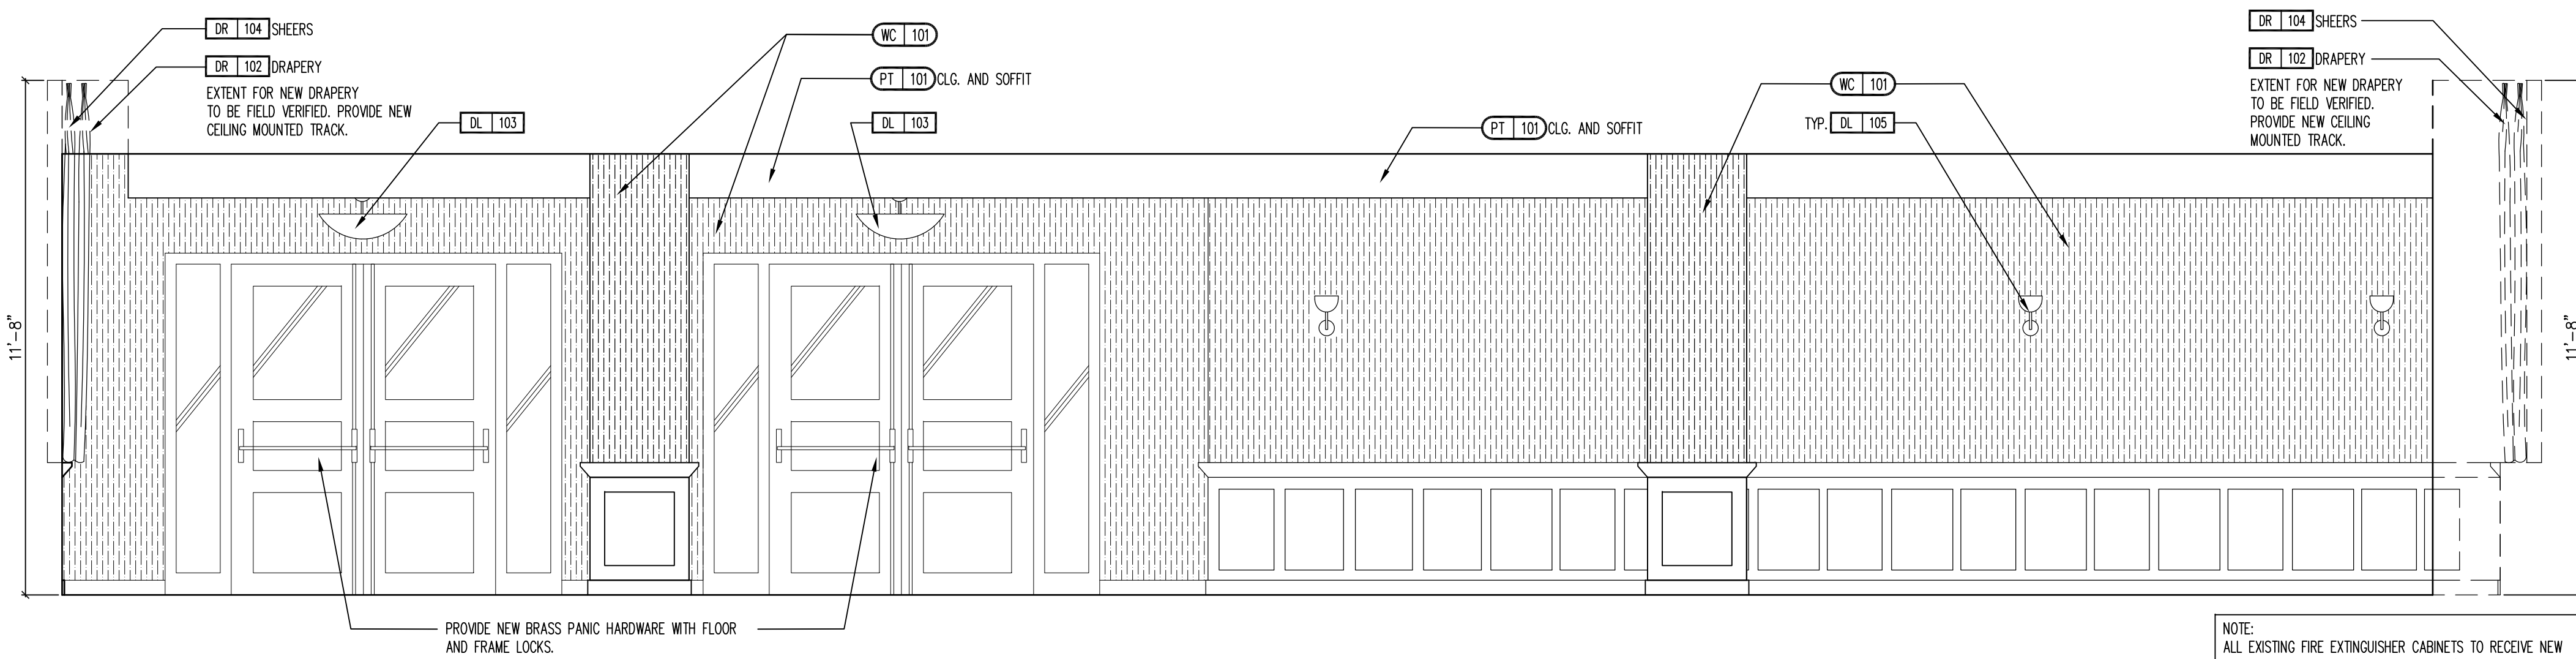 DR 104 SHEERS
DR 102 DRAPERY
EXTENT FOR NEW DRAPERY
TO BE FIELD VERIFIED. PROVIDE NEW
CEILING MOUNTED TRACK.
DL 103
WC 101
PT 101 CLG. AND SOFFIT
DL 103
PT 101 CLG. AND SOFFIT
WC 101
TYP. DL 105
DR 104 SHEERS
DR 102 DRAPERY
EXTENT FOR NEW DRAPERY
TO BE FIELD VERIFIED.
PROVIDE NEW CEILING
MOUNTED TRACK.
11'-8"
11'-8"
PROVIDE NEW BRASS PANIC HARDWARE WITH FLOOR
AND FRAME LOCKS.
NOTE:
ALL EXISTING FIRE EXTINGUISHER CABINETS TO RECEIVE NEW